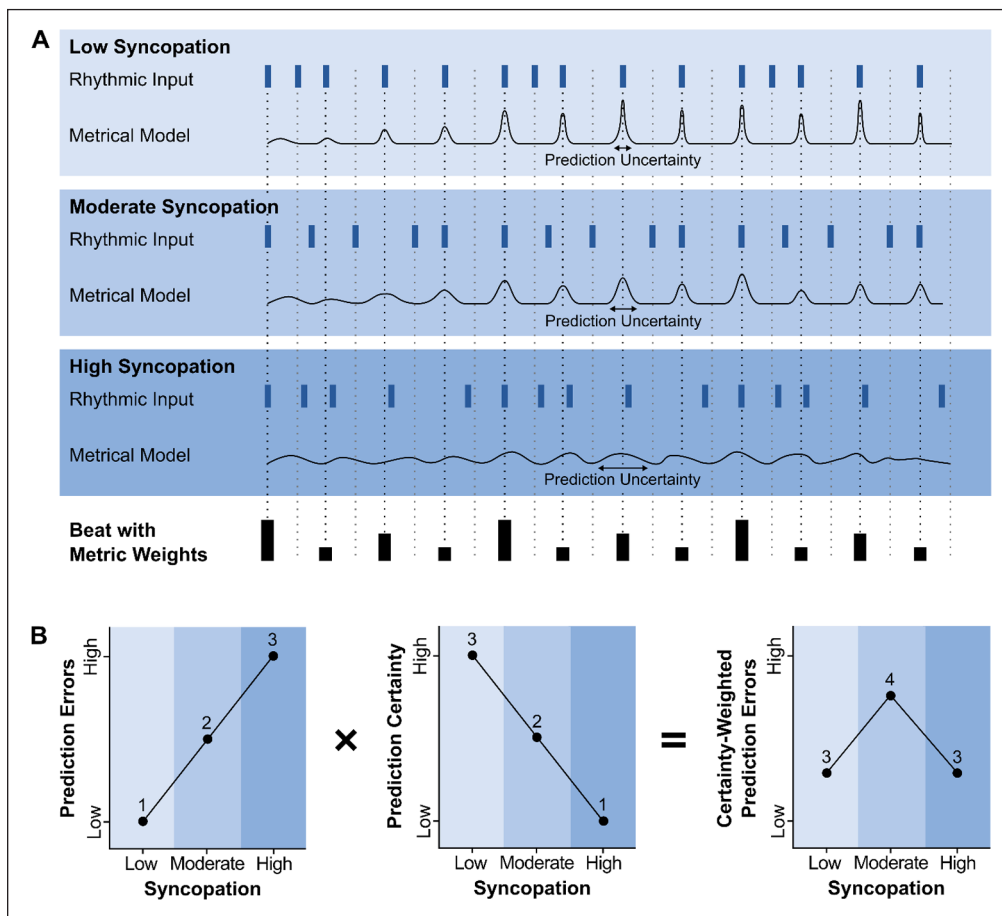 A
Low Syncopation
Rhythmic Input
Metrical Model
Prediction Uncertainty
Moderate Syncopation
Rhythmic Input
Metrical Model
Prediction Uncertainty
High Syncopation
Rhythmic Input
Metrical Model
Prediction Uncertainty
Beat with
Metric Weights
B
Prediction Errors
High
Low
1
2
3
Low Moderate High
Syncopation
×
Prediction Certainty
High
Low
3
2
1
Low Moderate High
Syncopation
=
Certainty-Weighted
Prediction Errors
High
Low
3
4
3
Low Moderate High
Syncopation